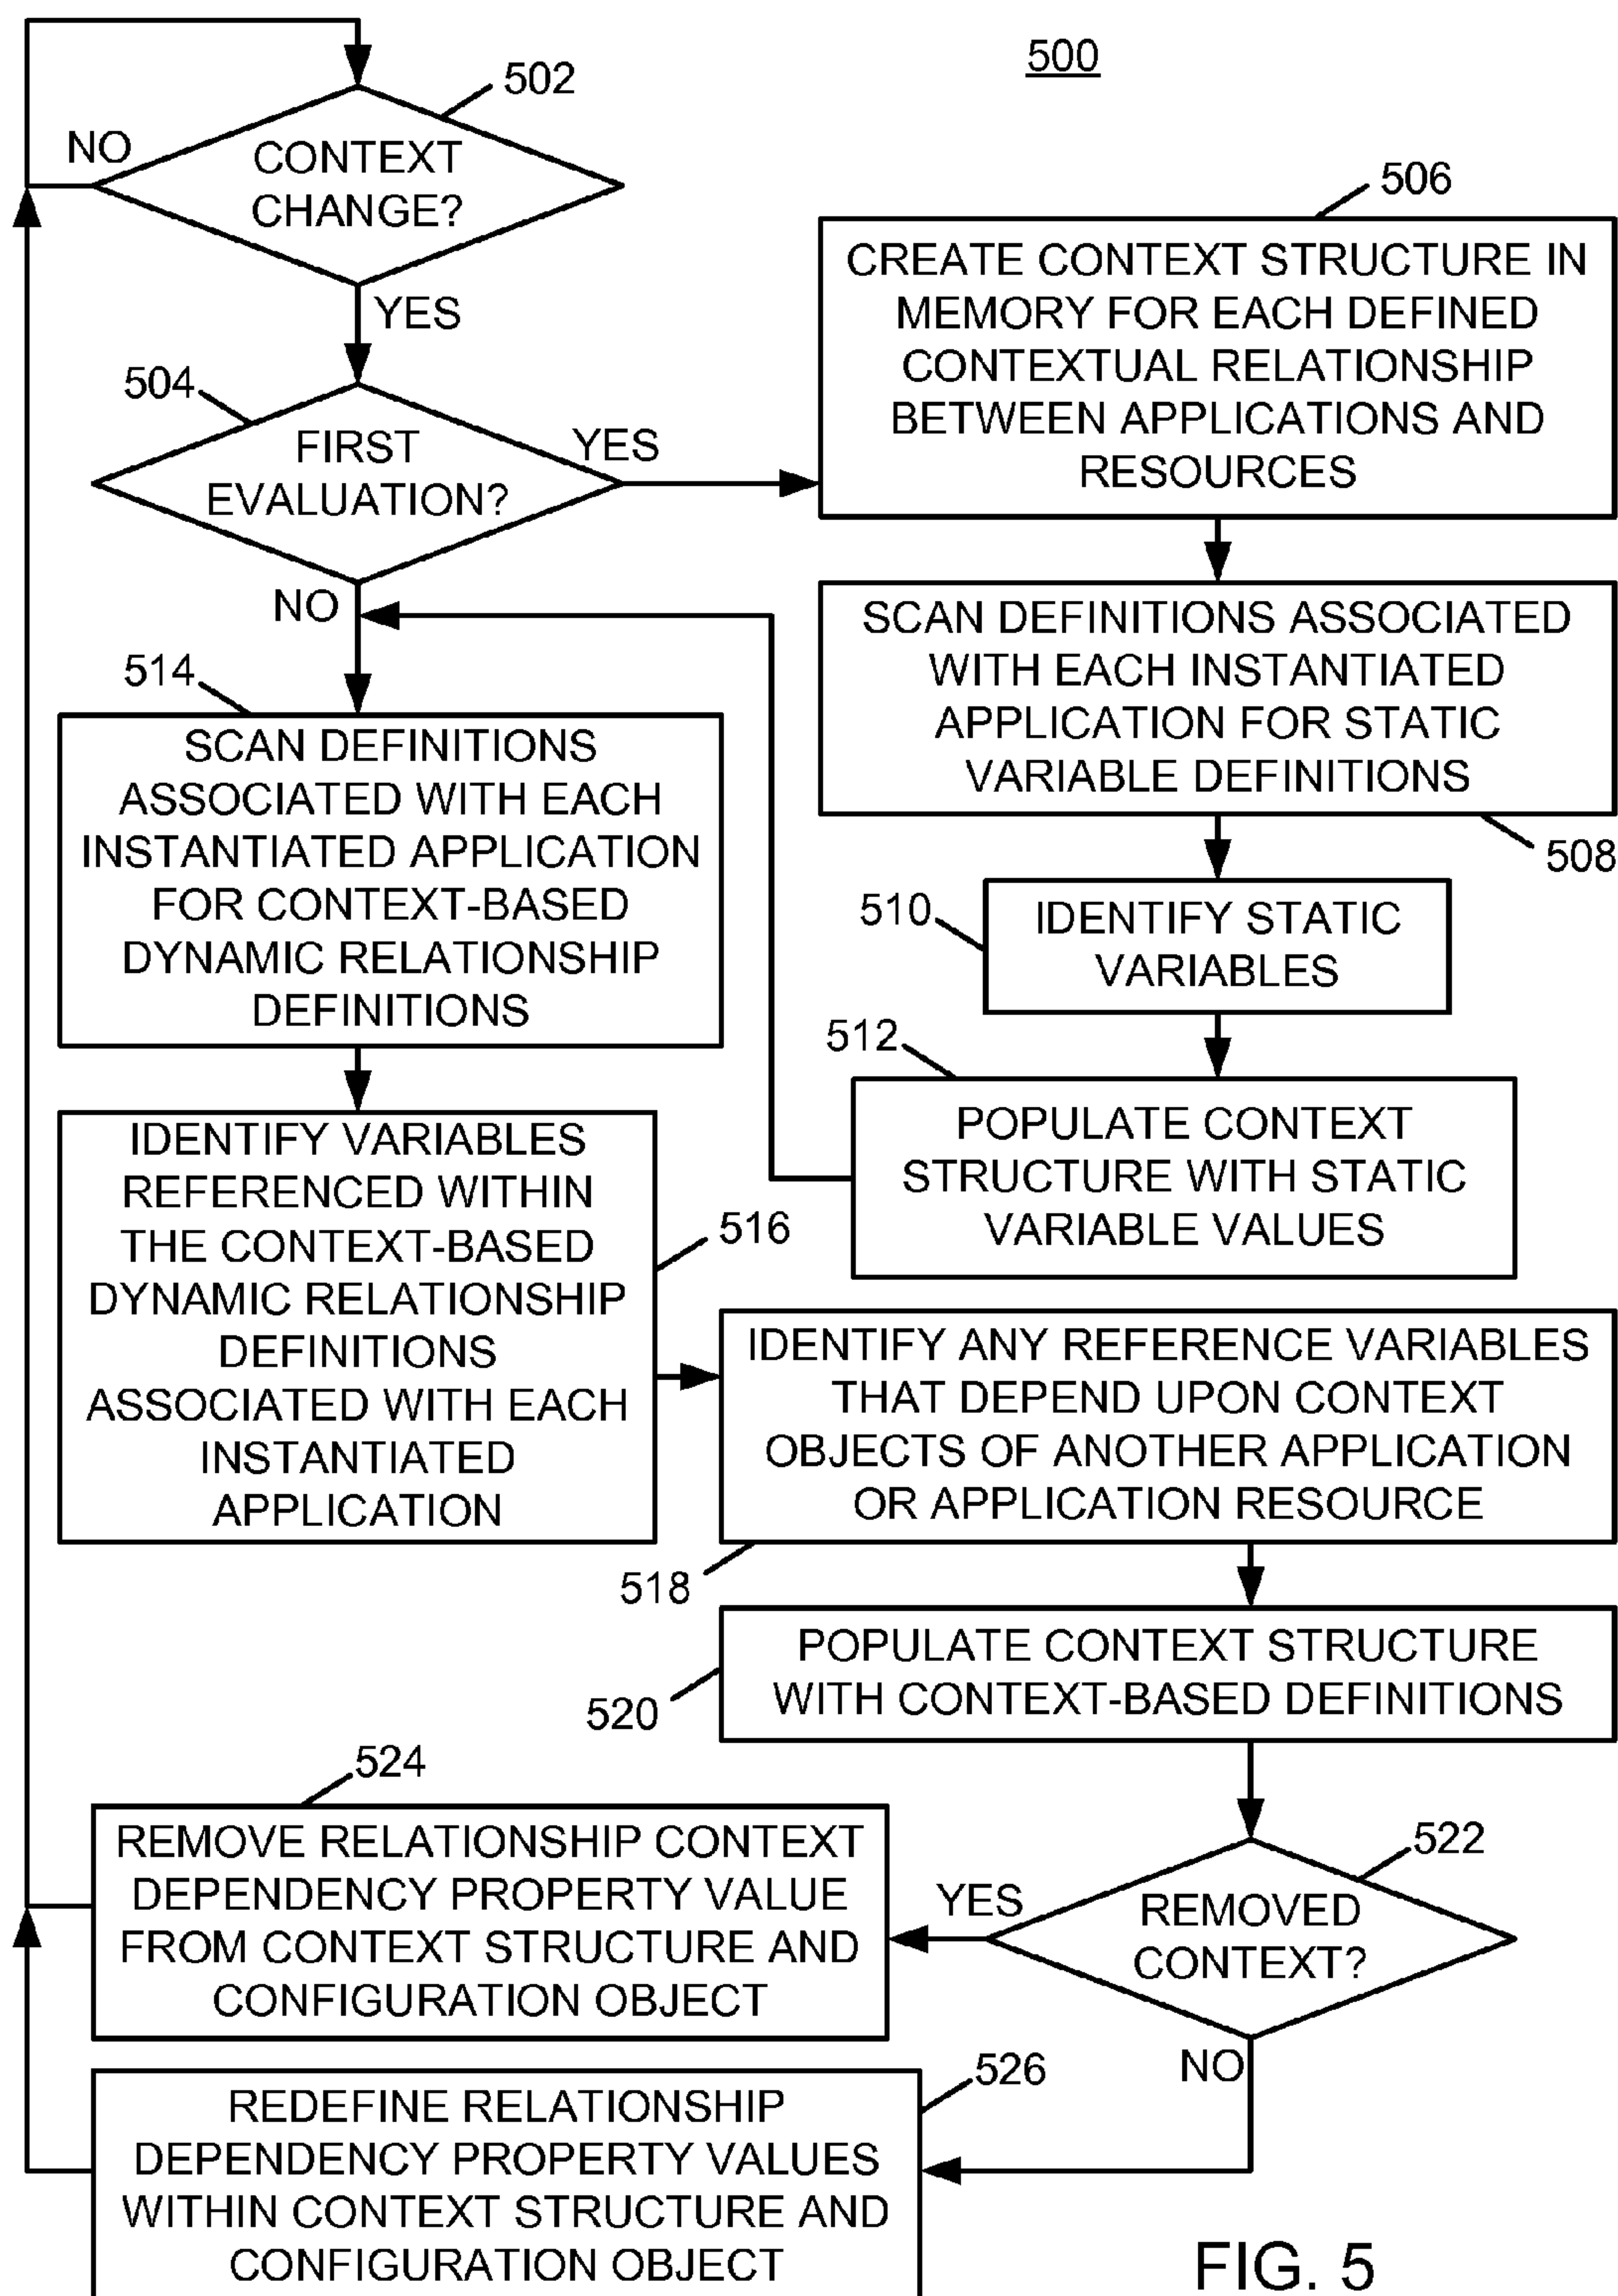 500
502
NO
CONTEXT
CHANGE?
YES
506
CREATE CONTEXT STRUCTURE IN
MEMORY FOR EACH DEFINED
CONTEXTUAL RELATIONSHIP
BETWEEN APPLICATIONS AND
RESOURCES
504
FIRST
EVALUATION?
YES
NO
SCAN DEFINITIONS ASSOCIATED
WITH EACH INSTANTIATED
APPLICATION FOR STATIC
VARIABLE DEFINITIONS
508
510
IDENTIFY STATIC
VARIABLES
512
POPULATE CONTEXT
STRUCTURE WITH STATIC
VARIABLE VALUES
514
SCAN DEFINITIONS
ASSOCIATED WITH EACH
INSTANTIATED APPLICATION
FOR CONTEXT-BASED
DYNAMIC RELATIONSHIP
DEFINITIONS
IDENTIFY VARIABLES
REFERENCED WITHIN
THE CONTEXT-BASED
DYNAMIC RELATIONSHIP
DEFINITIONS
ASSOCIATED WITH EACH
INSTANTIATED
APPLICATION
516
IDENTIFY ANY REFERENCE VARIABLES
THAT DEPEND UPON CONTEXT
OBJECTS OF ANOTHER APPLICATION
OR APPLICATION RESOURCE
518
POPULATE CONTEXT STRUCTURE
WITH CONTEXT-BASED DEFINITIONS
520
522
REMOVED
CONTEXT?
YES
NO
524
REMOVE RELATIONSHIP CONTEXT
DEPENDENCY PROPERTY VALUE
FROM CONTEXT STRUCTURE AND
CONFIGURATION OBJECT
526
REDEFINE RELATIONSHIP
DEPENDENCY PROPERTY VALUES
WITHIN CONTEXT STRUCTURE AND
CONFIGURATION OBJECT
FIG. 5